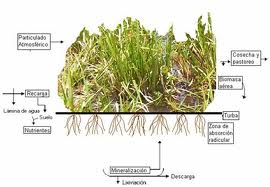 Particulado
Atmosférico
Cosecha y
pastoreo
Biomasa
aérea
Recarga
Lámina de agua
Suelo
Nutrientes
Turba
Zona de
absorción
radicular
Mineralización
Descarga
Lixiviación